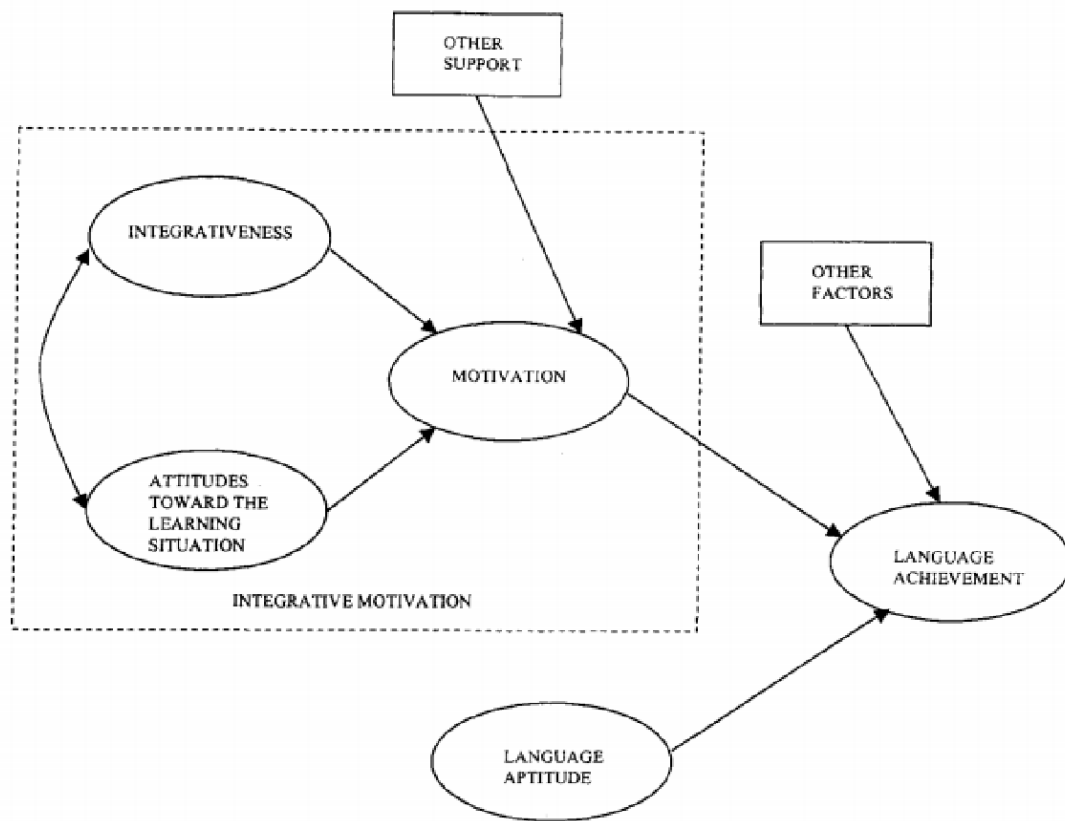 OTHER
SUPPORT
INTEGRATIVENESS
OTHER
FACTORS
MOTIVATION
ATTITUDES
TOWARD THE
LEARNING
SITUATION
LANGUAGE
ACHIEVEMENT
INTEGRATIVE MOTIVATION
LANGUAGE
APTITUDE